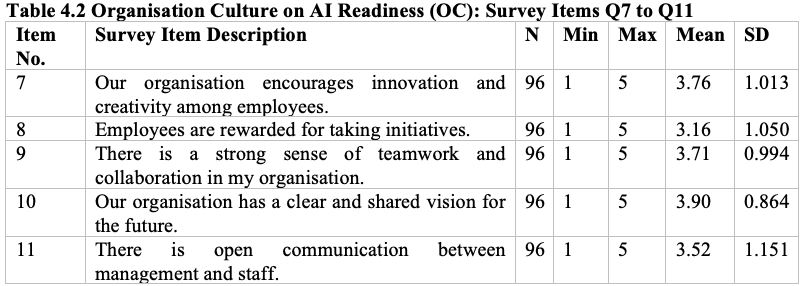 Table 4.2 Organisation Culture on AI Readiness (OC): Survey Items Q7 to Q11
Item No. Survey Item Description N Min Max Mean SD
7 Our organisation encourages innovation and 96 1 5 3.76 1.013
creativity among employees.
8 Employees are rewarded for taking initiatives. 96 1 5 3.16 1.050
9 There is a strong sense of teamwork and 96 1 5 3.71 0.994
collaboration in my organisation.
10 Our organisation has a clear and shared vision for 96 1 5 3.90 0.864
the future.
11 There is open communication between 96 1 5 3.52 1.151
management and staff.